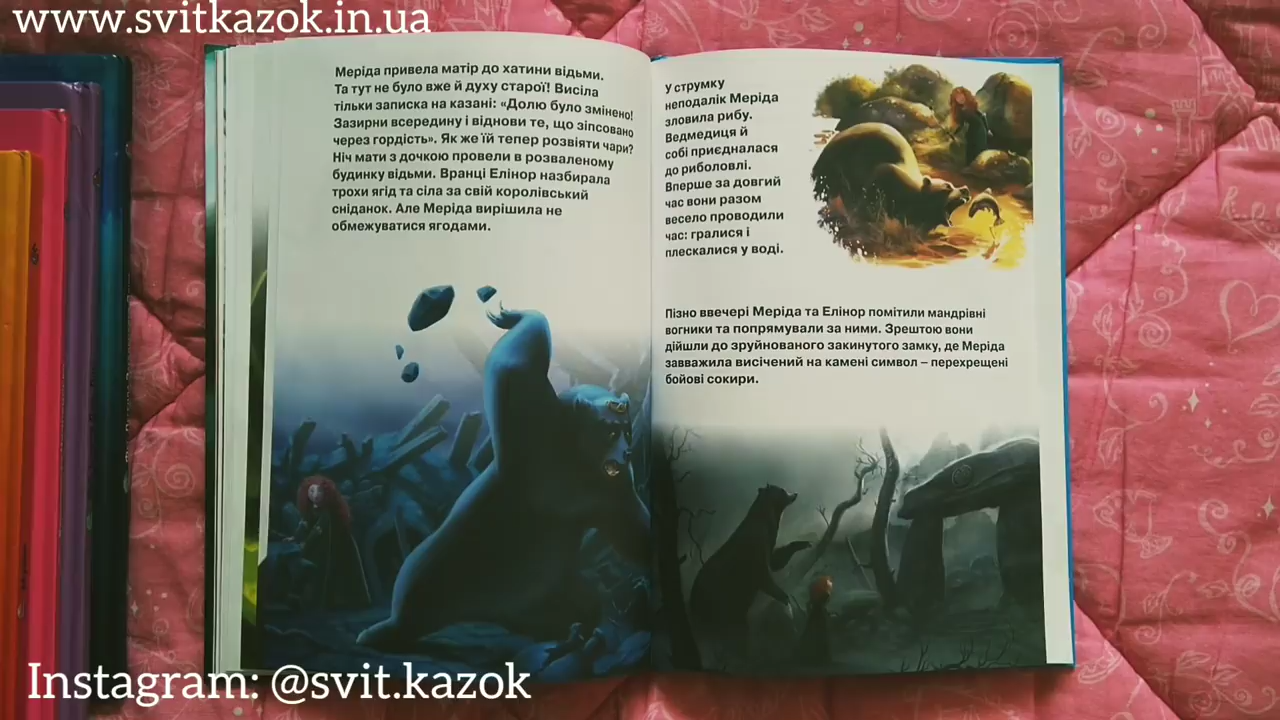 www.svitkazok.in.ua
Меріда привела матір до хатини відьми.
Та тут не було вже й духу старої! Висіла
тільки записка на казані: «Долю було змінено!
Зазирни всередину і віднови те, що зіпсовано
через гордість». Як же їй тепер розвіяти чари?
Ніч мати з дочкою провели в розваленому
будинку відьми. Вранці Елінор назбирала
трохи ягід та сіла за свій королівський
сніданок. Але Меріда вирішила не
обмежуватися ягодами.
У струмку
неподалік Меріда
зловила рибу.
Ведмедиця й
собі приєдналася
до риболовлі.
Вперше за довгий
час вони разом
весело проводили
час: гралися і
плескалися у воді.
Пізно ввечері Меріда та Елінор помітили мандрівні
вогники та попрямували за ними. Зрештою вони
дійшли до зруйнованого закинутого замку, де Меріда
завважила висічений на камені символ – перехрещені
бойові сокири.
Instagram: @svit.kazok